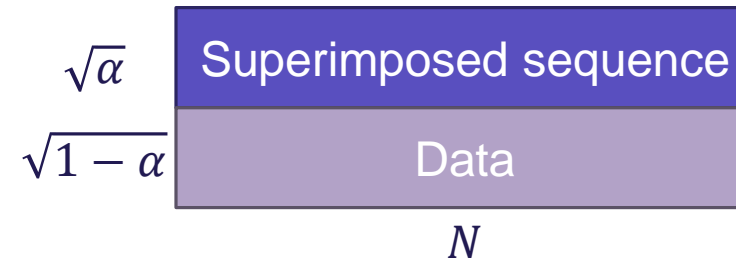 √α Superimposed sequence
√1 − α Data
N